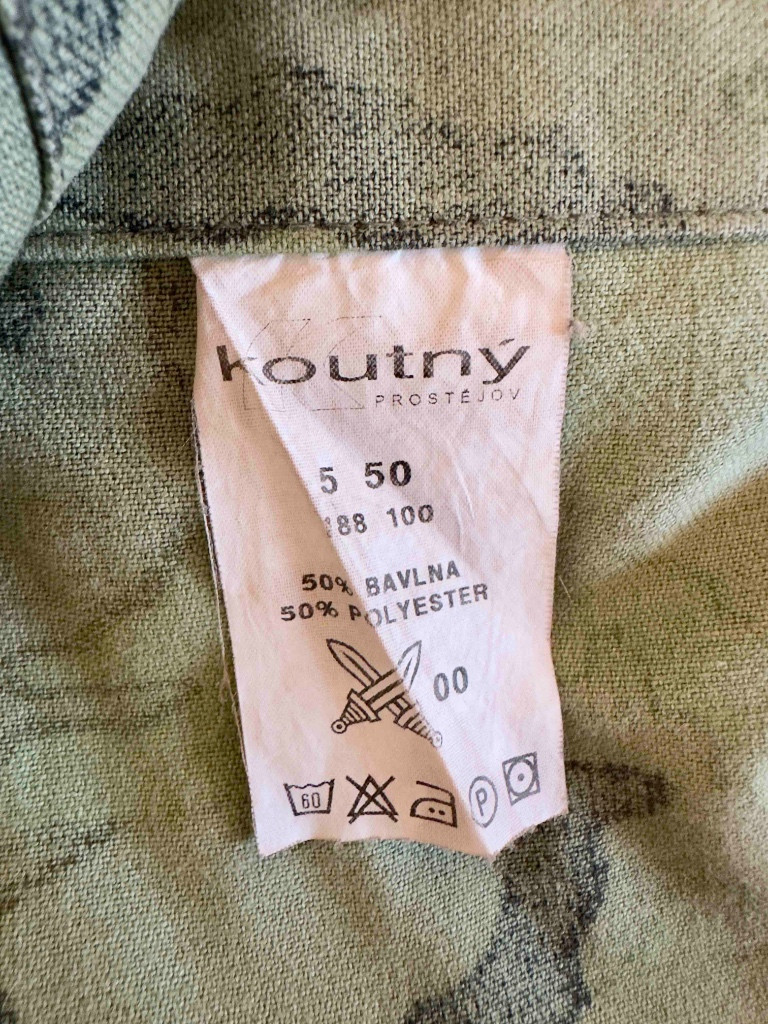 koutný
PROSTĚJOV
5 50
188 100
50% BAVLNA
50% POLYESTER
00
60
P